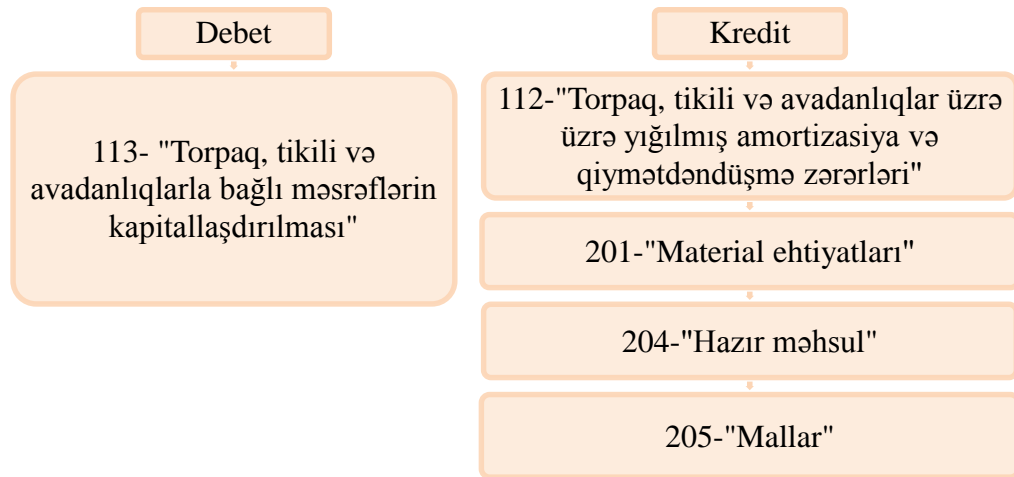 Debet
113- "Torpaq, tikili və
avadanlıqlarla bağlı məsrəflərin
kapitallaşdırılması"
Kredit
112-"Torpaq, tikili və avadanlıqlar üzrə
üzrə yığılmış amortizasiya və
qiymətdəndüşmə zərərləri"
201-"Material ehtiyatları"
204-"Hazır məhsul"
205-"Mallar"